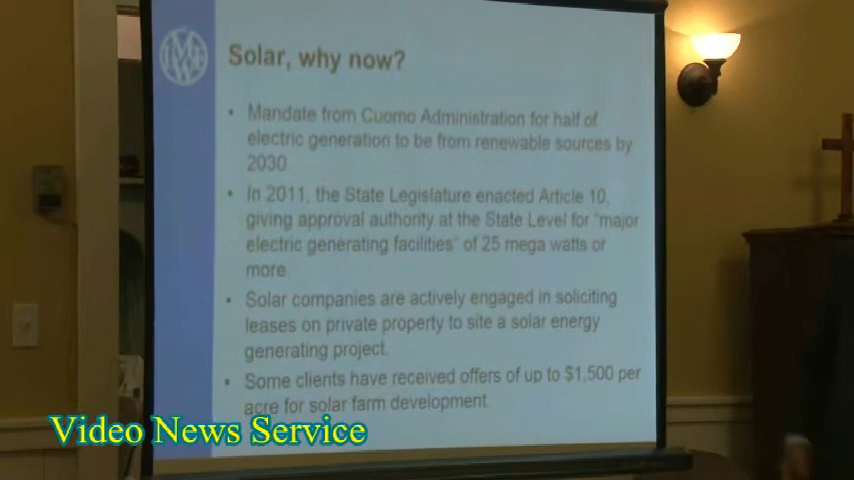 Solar, why now?
• Mandate from Cuomo Administration for half of
electric generation to be from renewable sources by
2030
• In 2011, the State Legislature enacted Article 10,
giving approval authority at the State Level for "major
electric generating facilities" of 25 mega watts or
more.
• Solar companies are actively engaged in soliciting
leases on private property to site a solar energy
generating project.
• Some clients have received offers of up to $1,500 per
acre for solar farm development.
Video News Service